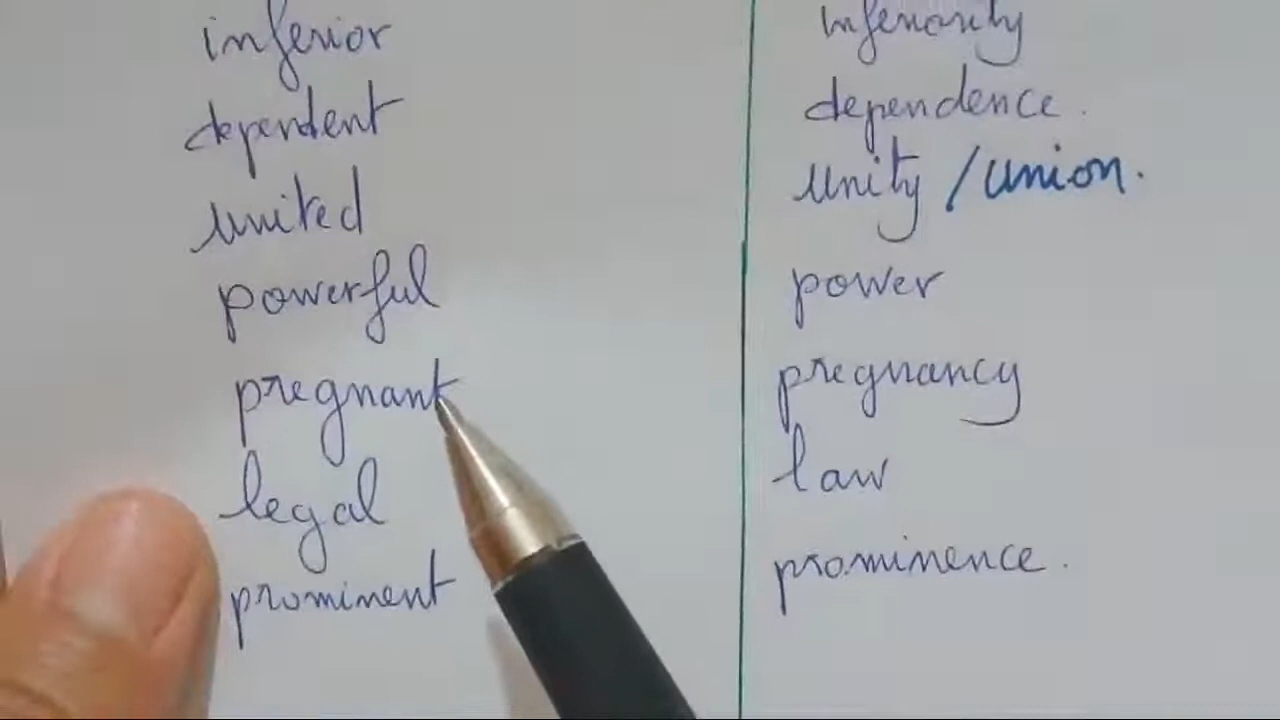 inferior inferiority
dependent dependence.
united unity / union.
powerful power
pregnant pregnancy
legal law
prominent prominence.